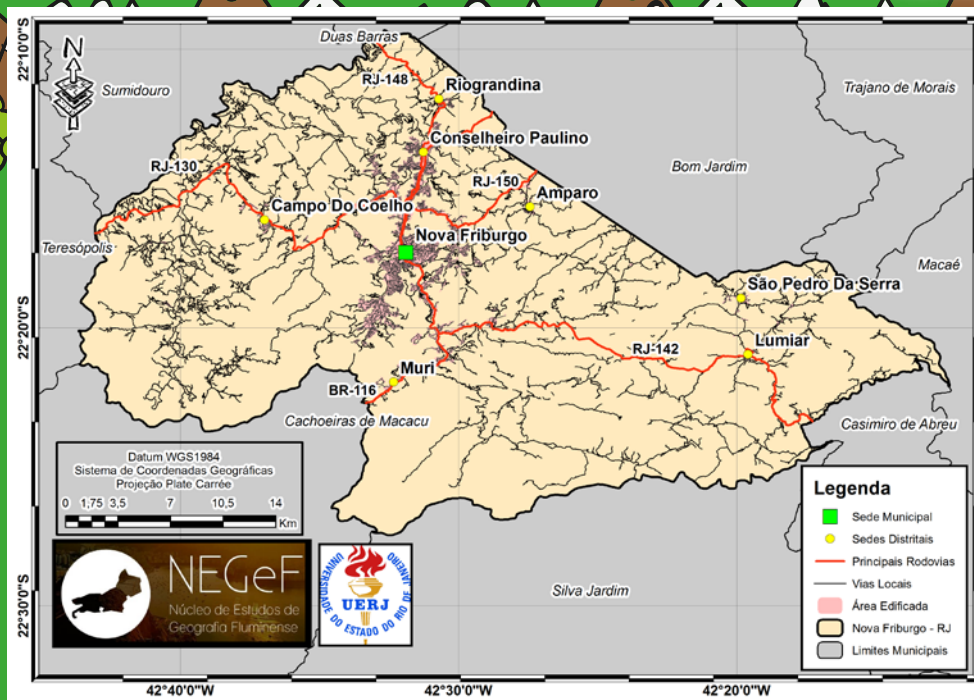 22°10'0"S
22°20'0"S
22°30'0"S
N
Duas Barras
Sumidouro
RJ-148
Riograndina
Trajano de Morais
Conselheiro Paulino
RJ-130
Bom Jardim
RJ-150
Amparo
Campo Do Coelho
Nova Friburgo
Teresópolis
Macaé
São Pedro Da Serra
Lumiar
RJ-142
Muri
BR-116
Cachoeiras de Macacu
Casimiro de Abreu
Silva Jardim
Datum WGS1984
Sistema de Coordenadas Geográficas
Projeção Plate Carrée
0 1,75 3,5 7 10,5 14
Km
NEGeF
Núcleo de Estudos de
Geografia Fluminense
UNIVERSIDADE DO ESTADO DO RIO DE JANEIRO
UERJ
Legenda
Sede Municipal
Sedes Distritais
Principais Rodovias
Vias Locais
Área Edificada
Nova Friburgo - RJ
Limites Municipais
42°40'0"W
42°30'0"W
42°20'0"W